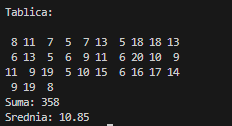 Tablica:
8 11 7 5 7 13 5 18 18 13
6 13 5 6 9 11 6 20 10 9
11 9 19 5 10 15 6 16 17 14
9 19 8
Suma: 358
Srednia: 10.85